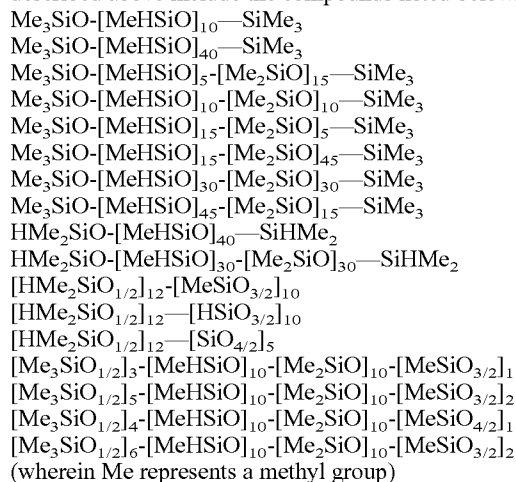 Me₃SiO-[MeHSiO]₁₀—SiMe₃
Me₃SiO-[MeHSiO]₄₀—SiMe₃
Me₃SiO-[MeHSiO]₅-[Me₂SiO]₁₅—SiMe₃
Me₃SiO-[MeHSiO]₁₀-[Me₂SiO]₁₀—SiMe₃
Me₃SiO-[MeHSiO]₁₅-[Me₂SiO]₅—SiMe₃
Me₃SiO-[MeHSiO]₁₅-[Me₂SiO]₄₅—SiMe₃
Me₃SiO-[MeHSiO]₃₀-[Me₂SiO]₃₀—SiMe₃
Me₃SiO-[MeHSiO]₄₅-[Me₂SiO]₁₅—SiMe₃
HMe₂SiO-[MeHSiO]₄₀—SiHMe₂
HMe₂SiO-[MeHSiO]₃₀-[Me₂SiO]₃₀—SiHMe₂
[HMe₂SiO₁/₂]₁₂-[MeSiO₃/₂]₁₀
[HMe₂SiO₁/₂]₁₂—[HSiO₃/₂]₁₀
[HMe₂SiO₁/₂]₁₂—[SiO₄/₂]₅
[Me₃SiO₁/₂]₃-[MeHSiO]₁₀-[Me₂SiO]₁₀-[MeSiO₃/₂]₁
[Me₃SiO₁/₂]₅-[MeHSiO]₁₀-[Me₂SiO]₁₀-[MeSiO₃/₂]₂
[Me₃SiO₁/₂]₄-[MeHSiO]₁₀-[Me₂SiO]₁₀-[MeSiO₄/₂]₁
[Me₃SiO₁/₂]₆-[MeHSiO]₁₀-[Me₂SiO]₁₀-[MeSiO₃/₂]₂
(wherein Me represents a methyl group)